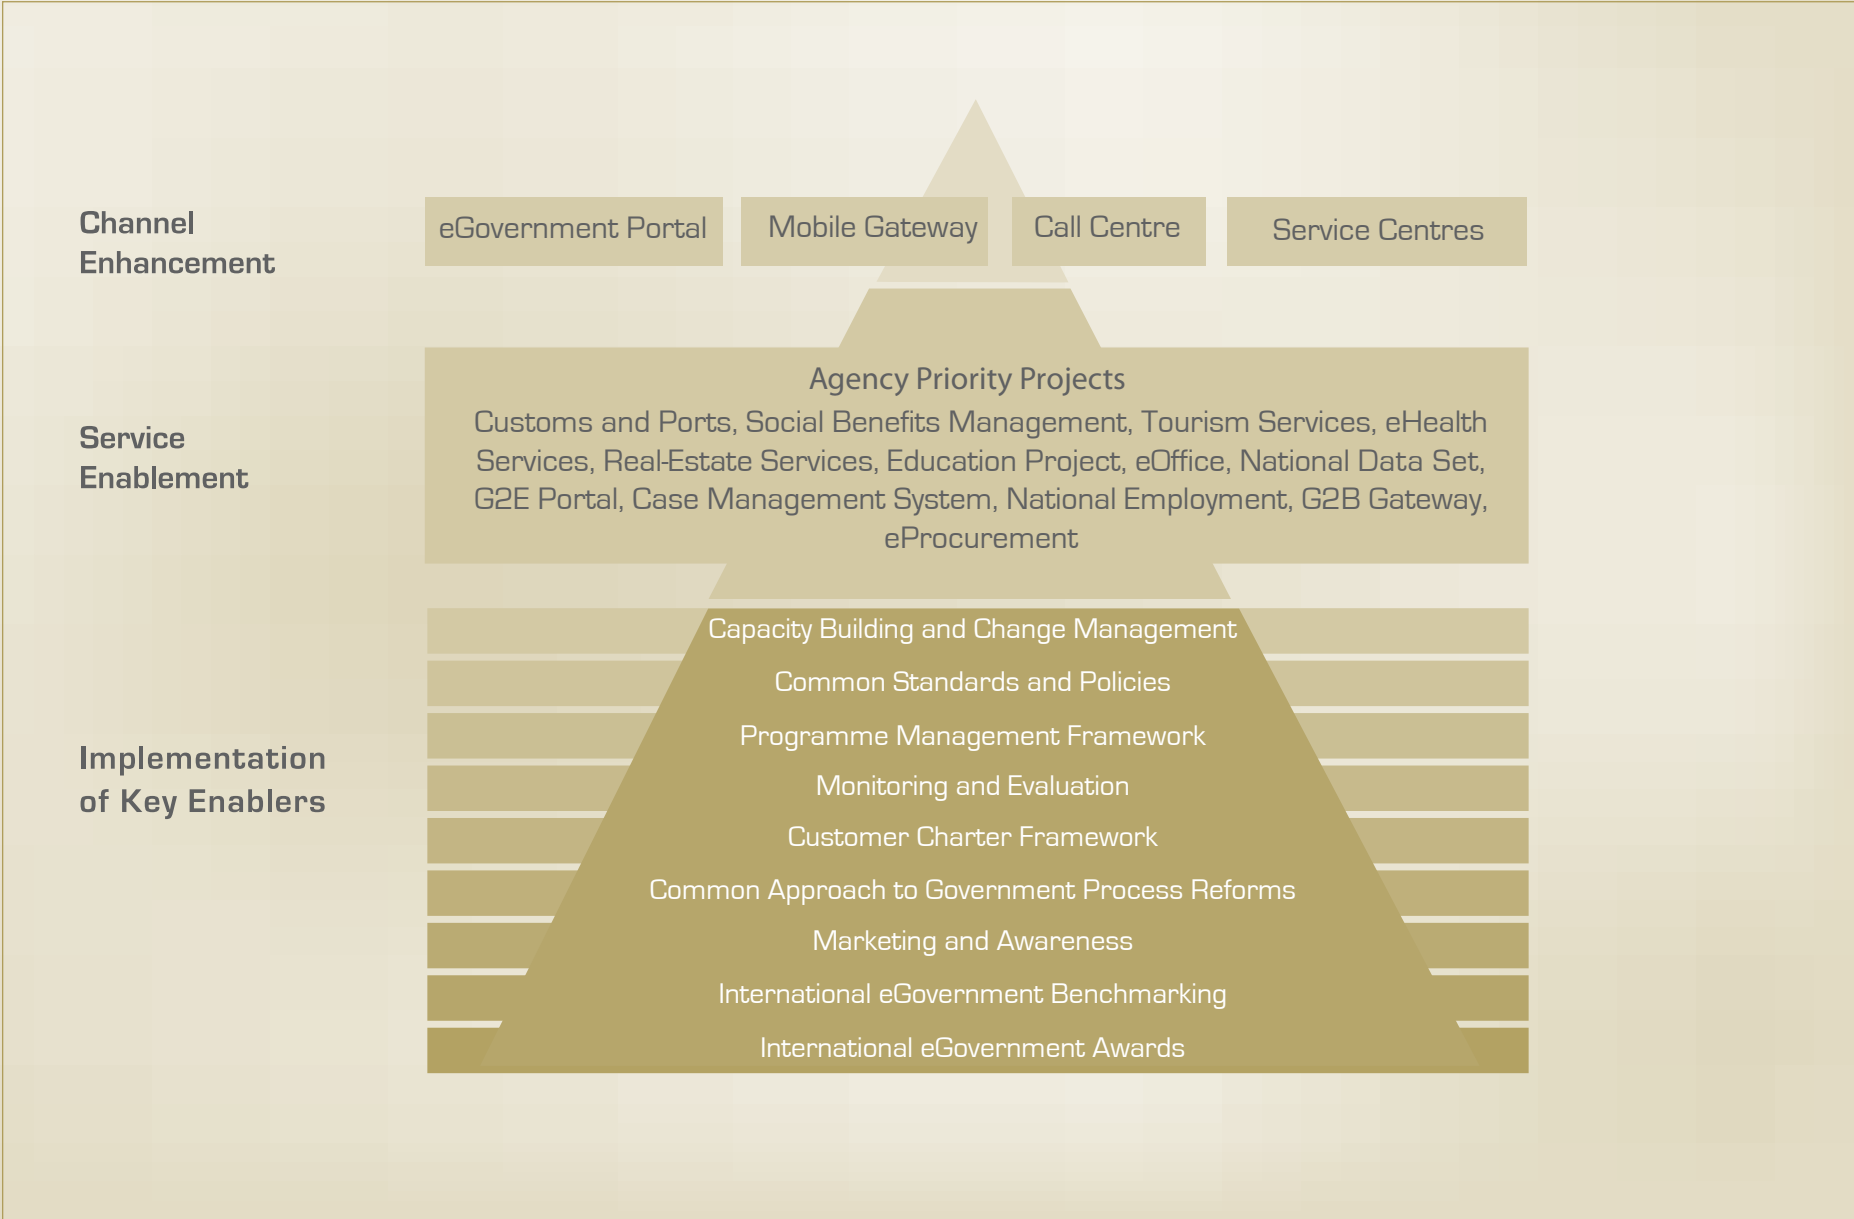 Channel
Enhancement
eGovernment Portal
Mobile Gateway
Call Centre
Service Centres
Service
Enablement
Agency Priority Projects
Customs and Ports, Social Benefits Management, Tourism Services, eHealth
Services, Real-Estate Services, Education Project, eOffice, National Data Set,
G2E Portal, Case Management System, National Employment, G2B Gateway,
eProcurement
Implementation
of Key Enablers
Capacity Building and Change Management
Common Standards and Policies
Programme Management Framework
Monitoring and Evaluation
Customer Charter Framework
Common Approach to Government Process Reforms
Marketing and Awareness
International eGovernment Benchmarking
International eGovernment Awards